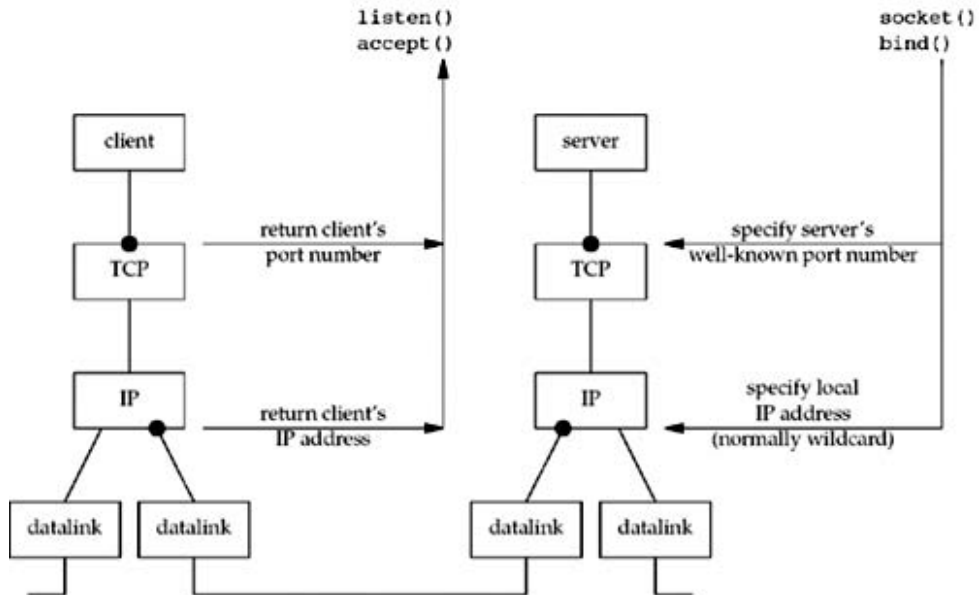 listen()
accept()
socket()
bind()
client
server
return client's
port number
specify server's
well-known port number
TCP
TCP
IP
IP
return client's
IP address
specify local
IP address
(normally wildcard)
datalink
datalink
datalink
datalink